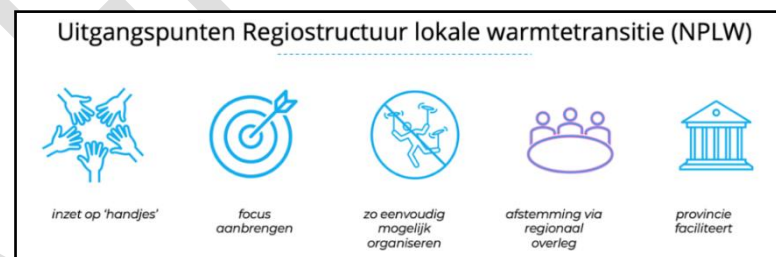 Uitgangspunten Regiostructuur lokale warmtetransitie (NPLW)
inzet op 'handjes'
focus
aanbrengen
zo eenvoudig
mogelijk
organiseren
afstemming via
regionaal
overleg
provincie
faciliteert